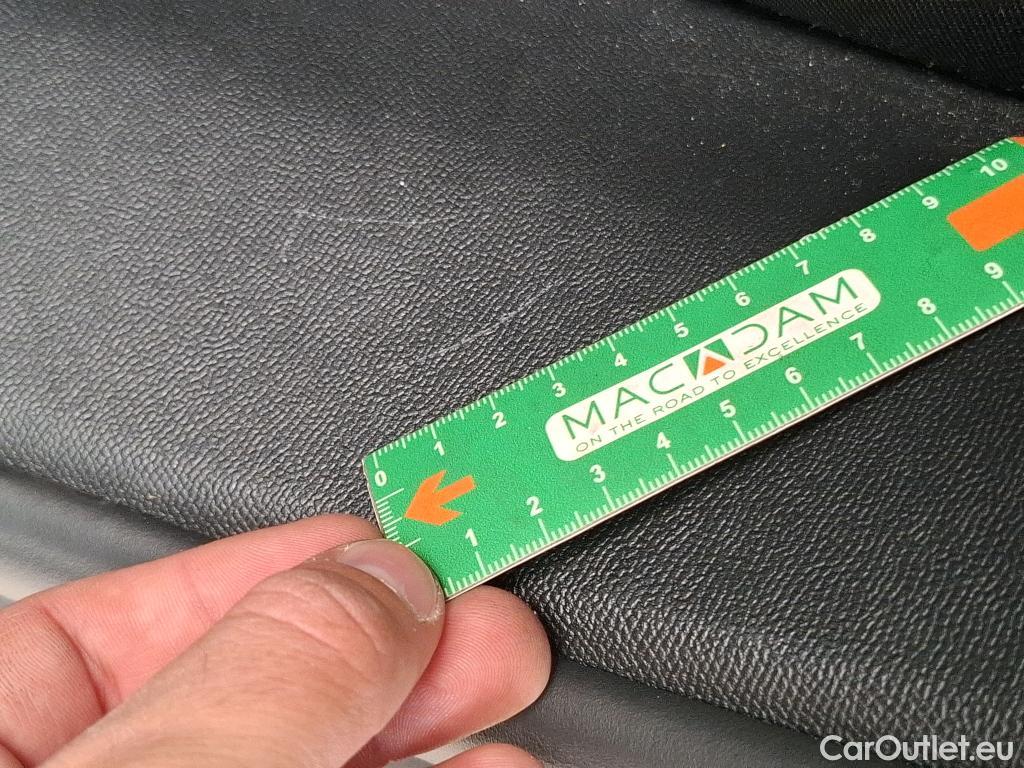 0 1 2 3 4 5 6 7 8 9 10
MACADAM
ON THE ROAD TO EXCELLENCE
1 2 3 4 5 6 7 8 9
CarOutlet.eu